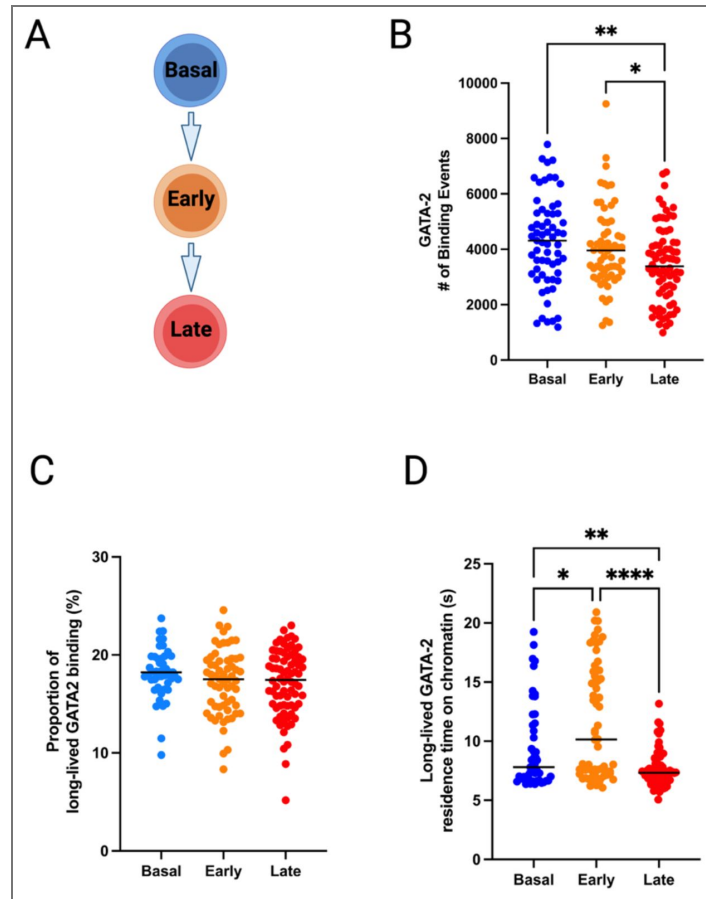 A
Basal
Early
Late
B
**
*
10000
8000
6000
4000
2000
0
GATA-2
# of Binding Events
Basal Early Late
C
30
20
10
0
Proportion of
long-lived GATA2 binding (%)
Basal Early Late
D
**
* ****
25
20
15
10
5
0
Long-lived GATA-2
residence time on chromatin (s)
Basal Early Late